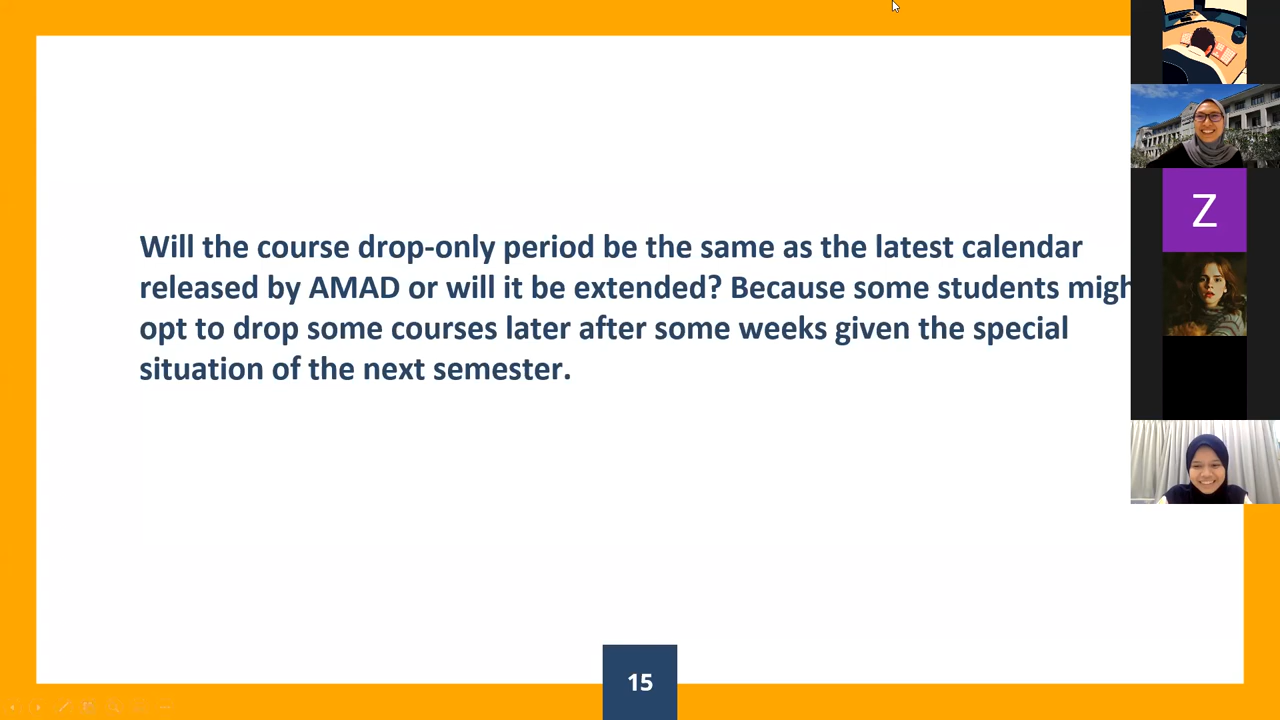 Will the course drop-only period be the same as the latest calendar
released by AMAD or will it be extended? Because some students
opt to drop some courses later after some weeks given the special
situation of the next semester.
15
Z